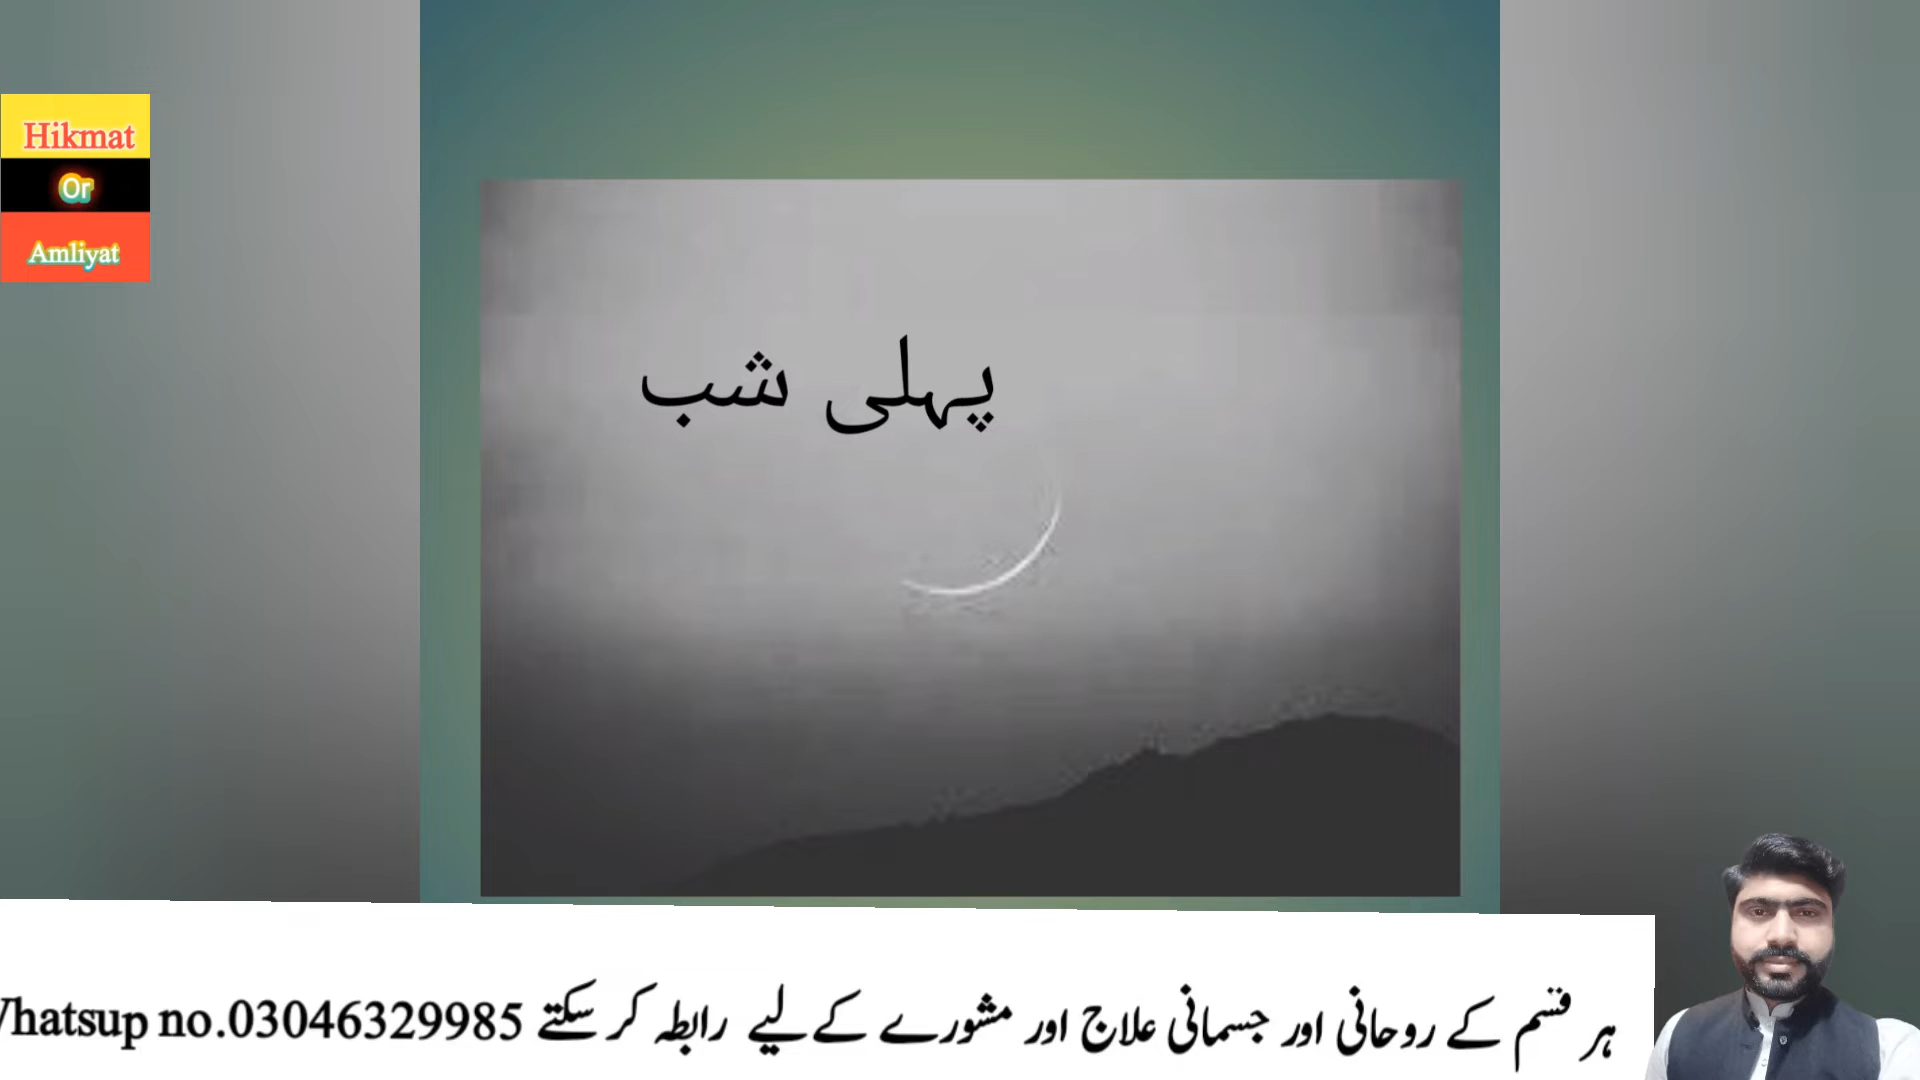 Hikmat
Or
Amliyat
پہلی شب
ہر قسم کے روحانی اور جسمانی علاج اور مشورے کے لیے رابطہ کر سکتے hatsup no.03046329985